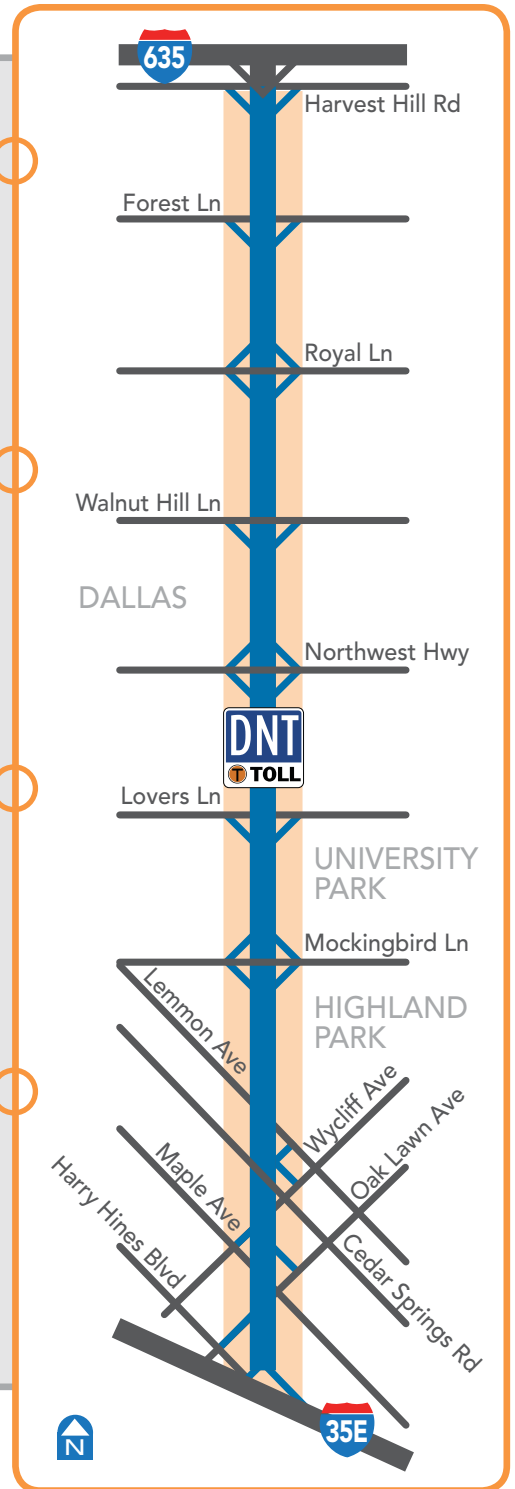 635
Harvest Hill Rd
Forest Ln
Royal Ln
Walnut Hill Ln
DALLAS
Northwest Hwy
DNT
T TOLL
Lovers Ln
UNIVERSITY
PARK
Mockingbird Ln
Lemmon Ave
HIGHLAND
PARK
Wycliff Ave
Oak Lawn Ave
Maple Ave
Harry Hines Blvd
Cedar Springs Rd
35E
N